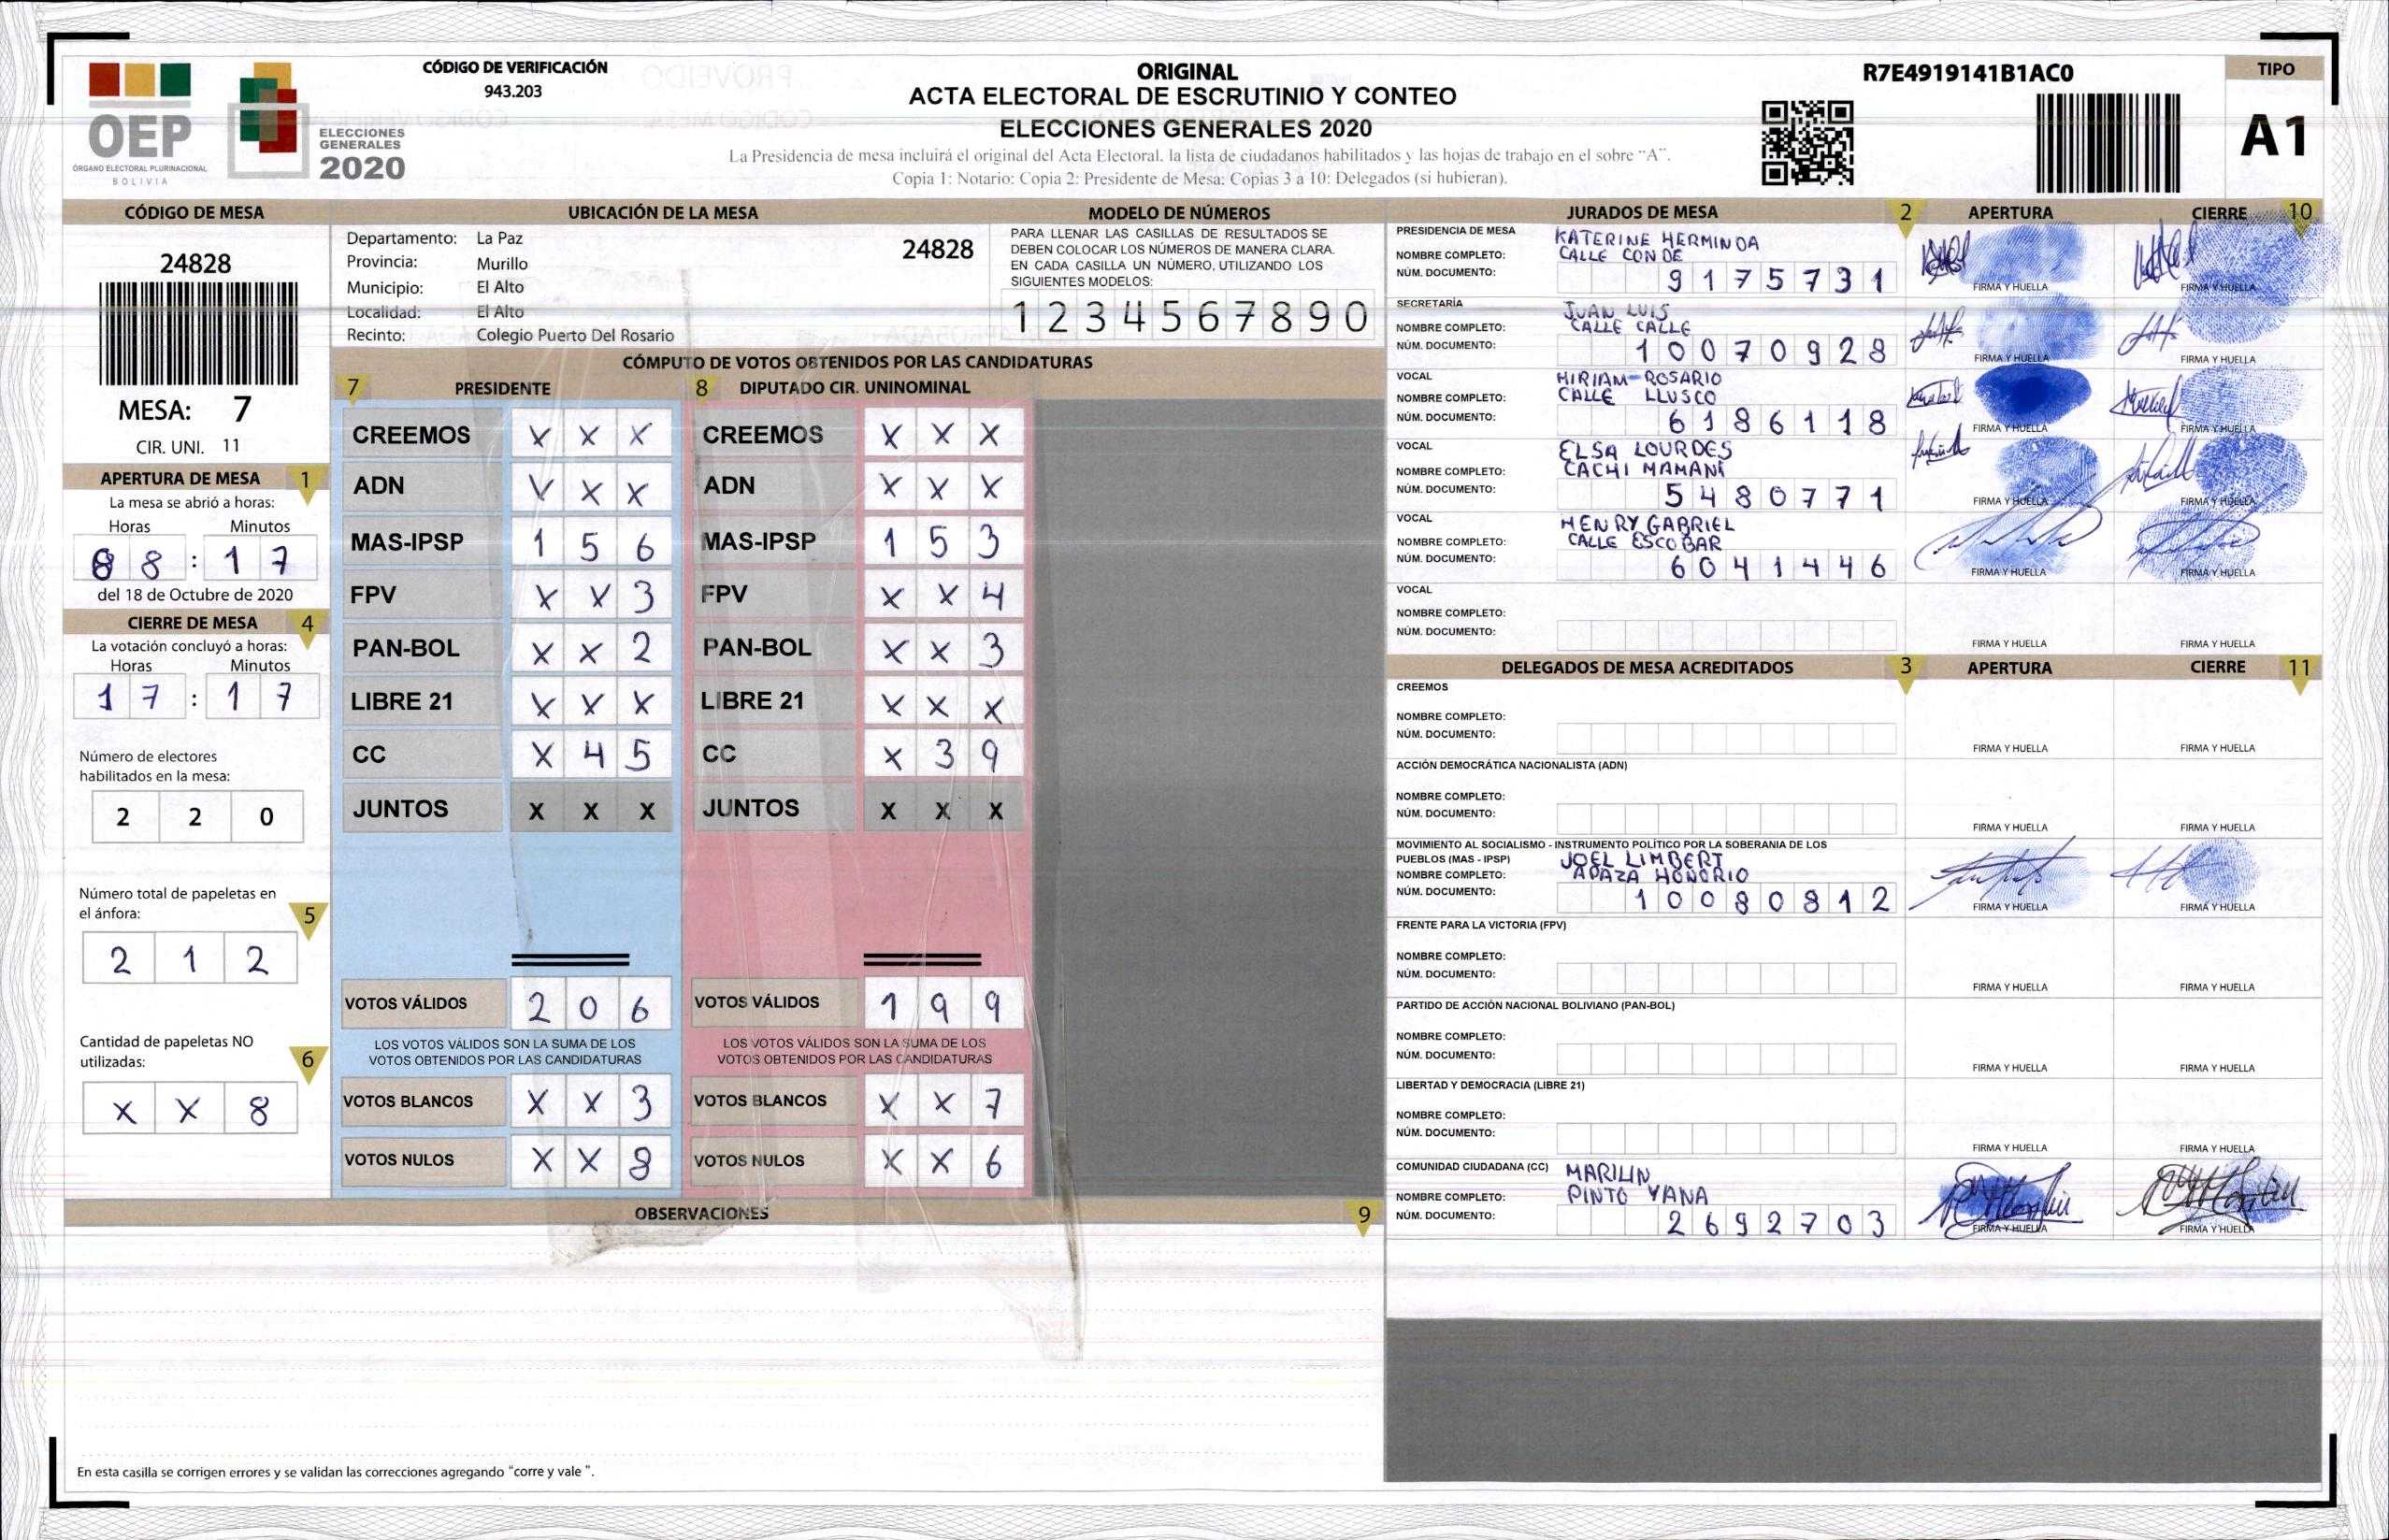 CÓDIGO DE VERIFICACIÓN
943.203
ORIGINAL
ACTA ELECTORAL DE ESCRUTINIO Y CONTEO
ELECCIONES GENERALES 2020
La Presidencia de mesa incluirá el original del Acta Electoral, la lista de ciudadanos habilitados y las hojas de trabajo en el sobre "A".
Copia 1: Notario: Copia 2: Presidente de Mesa: Copias 3 a 10: Delegados (si hubieran).
R7E4919141B1AC0
TIPO
A1
OEP
ÓRGANO ELECTORAL PLURINACIONAL
BOLIVIA
ELECCIONES
GENERALES
2020
CÓDIGO DE MESA
24828
MESA: 7
CIR. UNI. 11
APERTURA DE MESA 1
La mesa se abrió a horas:
Horas Minutos
08 : 17
del 18 de Octubre de 2020
CIERRE DE MESA 4
La votación concluyó a horas:
Horas Minutos
17 : 17
Número de electores
habilitados en la mesa:
2 2 0
Número total de papeletas en
el ánfora: 5
2 1 2
Cantidad de papeletas NO
utilizadas: 6
X X 8
UBICACIÓN DE LA MESA
Departamento: La Paz 24828
Provincia: Murillo
Municipio: El Alto
Localidad: El Alto
Recinto: Colegio Puerto Del Rosario
MODELO DE NÚMEROS
PARA LLENAR LAS CASILLAS DE RESULTADOS SE
DEBEN COLOCAR LOS NÚMEROS DE MANERA CLARA.
EN CADA CASILLA UN NÚMERO, UTILIZANDO LOS
SIGUIENTES MODELOS:
1 2 3 4 5 6 7 8 9 0
CÓMPUTO DE VOTOS OBTENIDOS POR LAS CANDIDATURAS
7 PRESIDENTE 8 DIPUTADO CIR. UNINOMINAL
CREEMOS X X X CREEMOS X X X
ADN X X X ADN X X X
MAS-IPSP 1 5 6 MAS-IPSP 1 5 3
FPV X X 3 FPV X X 4
PAN-BOL X X 2 PAN-BOL X X 3
LIBRE 21 X X X LIBRE 21 X X X
CC X 4 5 CC X 3 9
JUNTOS X X X JUNTOS X X X
VOTOS VÁLIDOS 2 0 6 VOTOS VÁLIDOS 1 9 9
LOS VOTOS VÁLIDOS SON LA SUMA DE LOS LOS VOTOS VÁLIDOS SON LA SUMA DE LOS
VOTOS OBTENIDOS POR LAS CANDIDATURAS VOTOS OBTENIDOS POR LAS CANDIDATURAS
VOTOS BLANCOS X X 3 VOTOS BLANCOS X X 7
VOTOS NULOS X X 8 VOTOS NULOS X X 6
OBSERVACIONES 9
En esta casilla se corrigen errores y se validan las correcciones agregando "corre y vale ".
JURADOS DE MESA 2 APERTURA CIERRE 10
PRESIDENCIA DE MESA KATERINE HERMINDA
NOMBRE COMPLETO: CALLE CONDE
NÚM. DOCUMENTO: 9 1 7 5 7 3 1 FIRMA Y HUELLA FIRMA Y HUELLA
SECRETARÍA JUAN LUIS
NOMBRE COMPLETO: CALLE CALLE
NÚM. DOCUMENTO: 1 0 0 7 0 9 2 8 FIRMA Y HUELLA FIRMA Y HUELLA
VOCAL MIRIAM ROSARIO
NOMBRE COMPLETO: CALLE LLUSCO
NÚM. DOCUMENTO: 6 1 8 6 1 1 8 FIRMA Y HUELLA FIRMA Y HUELLA
VOCAL ELSA LOURDES
NOMBRE COMPLETO: CACHI MAMANI
NÚM. DOCUMENTO: 5 4 8 0 7 7 1 FIRMA Y HUELLA FIRMA Y HUELLA
VOCAL HENRY GABRIEL
NOMBRE COMPLETO: CALLE ESCOBAR
NÚM. DOCUMENTO: 6 0 4 1 4 4 6 FIRMA Y HUELLA FIRMA Y HUELLA
VOCAL
NOMBRE COMPLETO:
NÚM. DOCUMENTO: FIRMA Y HUELLA FIRMA Y HUELLA
DELEGADOS DE MESA ACREDITADOS 3 APERTURA CIERRE 11
CREEMOS
NOMBRE COMPLETO:
NÚM. DOCUMENTO: FIRMA Y HUELLA FIRMA Y HUELLA
ACCIÓN DEMOCRÁTICA NACIONALISTA (ADN)
NOMBRE COMPLETO:
NÚM. DOCUMENTO: FIRMA Y HUELLA FIRMA Y HUELLA
MOVIMIENTO AL SOCIALISMO - INSTRUMENTO POLÍTICO POR LA SOBERANIA DE LOS
PUEBLOS (MAS - IPSP) JOEL LIMBERT
NOMBRE COMPLETO: APAZA HONORIO
NÚM. DOCUMENTO: 1 0 0 8 0 8 1 2 FIRMA Y HUELLA FIRMA Y HUELLA
FRENTE PARA LA VICTORIA (FPV)
NOMBRE COMPLETO:
NÚM. DOCUMENTO: FIRMA Y HUELLA FIRMA Y HUELLA
PARTIDO DE ACCIÓN NACIONAL BOLIVIANO (PAN-BOL)
NOMBRE COMPLETO:
NÚM. DOCUMENTO: FIRMA Y HUELLA FIRMA Y HUELLA
LIBERTAD Y DEMOCRACIA (LIBRE 21)
NOMBRE COMPLETO:
NÚM. DOCUMENTO: FIRMA Y HUELLA FIRMA Y HUELLA
COMUNIDAD CIUDADANA (CC) MARILIN
NOMBRE COMPLETO: PINTO YANA
NÚM. DOCUMENTO: 2 6 9 2 7 0 3 FIRMA Y HUELLA FIRMA Y HUELLA